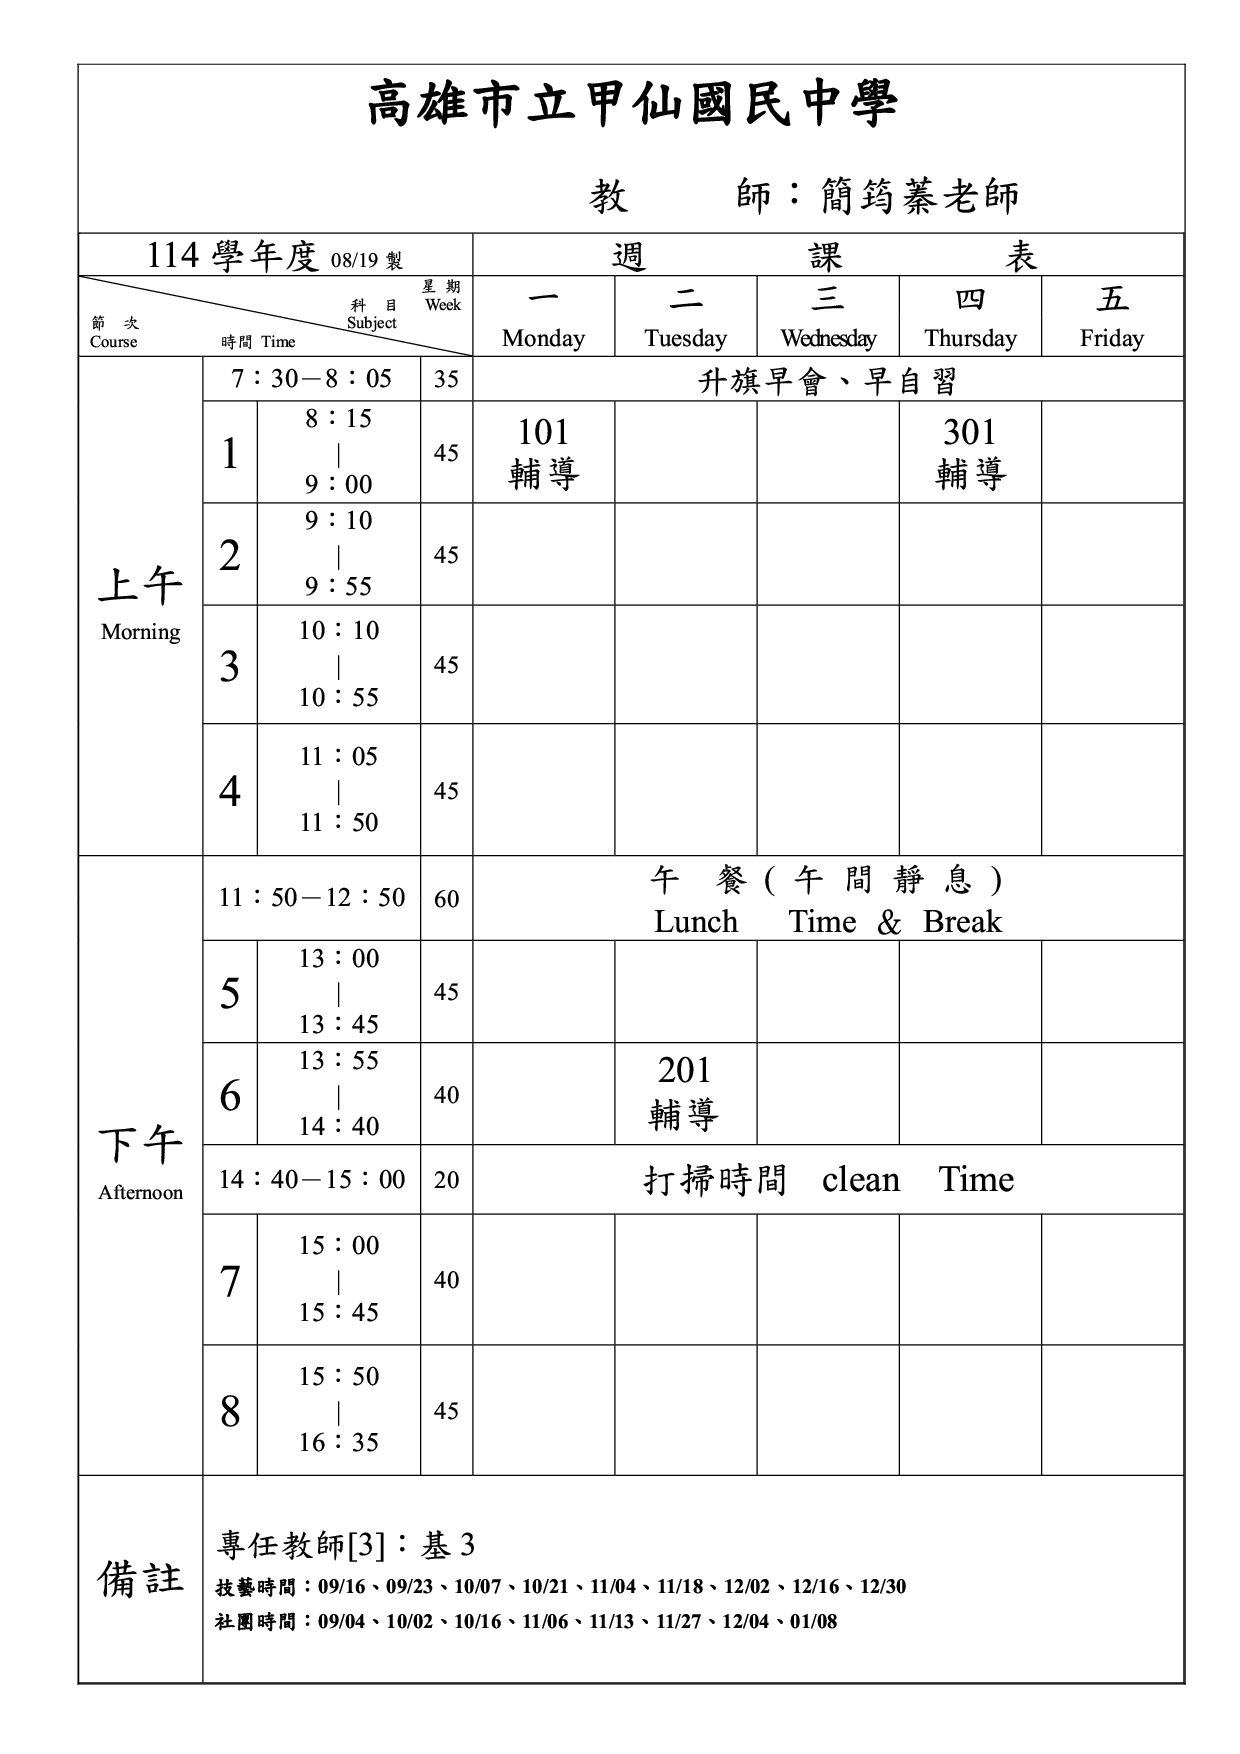 高雄市立甲仙國民中學
教 師：簡筠蓁老師
114 學年度 08/19 製 週 課 表
星 期
Week
科 目
Subject
節 次
Course
時間 Time
一 二 三 四 五
Monday Tuesday Wednesday Thursday Friday
上午
Morning
7：30－8：05 35 升旗早會、早自習
1 8：15｜9：00 45 101 輔導 301 輔導
2 9：10｜9：55 45
3 10：10｜10：55 45
4 11：05｜11：50 45
下午
Afternoon
11：50－12：50 60 午 餐(午間靜息)
Lunch Time & Break
5 13：00｜13：45 45
6 13：55｜14：40 40 201 輔導
14：40－15：00 20 打掃時間 clean Time
7 15：00｜15：45 40
8 15：50｜16：35 45
備註
專任教師[3]：基 3
技藝時間：09/16、09/23、10/07、10/21、11/04、11/18、12/02、12/16、12/30
社團時間：09/04、10/02、10/16、11/06、11/13、11/27、12/04、01/08